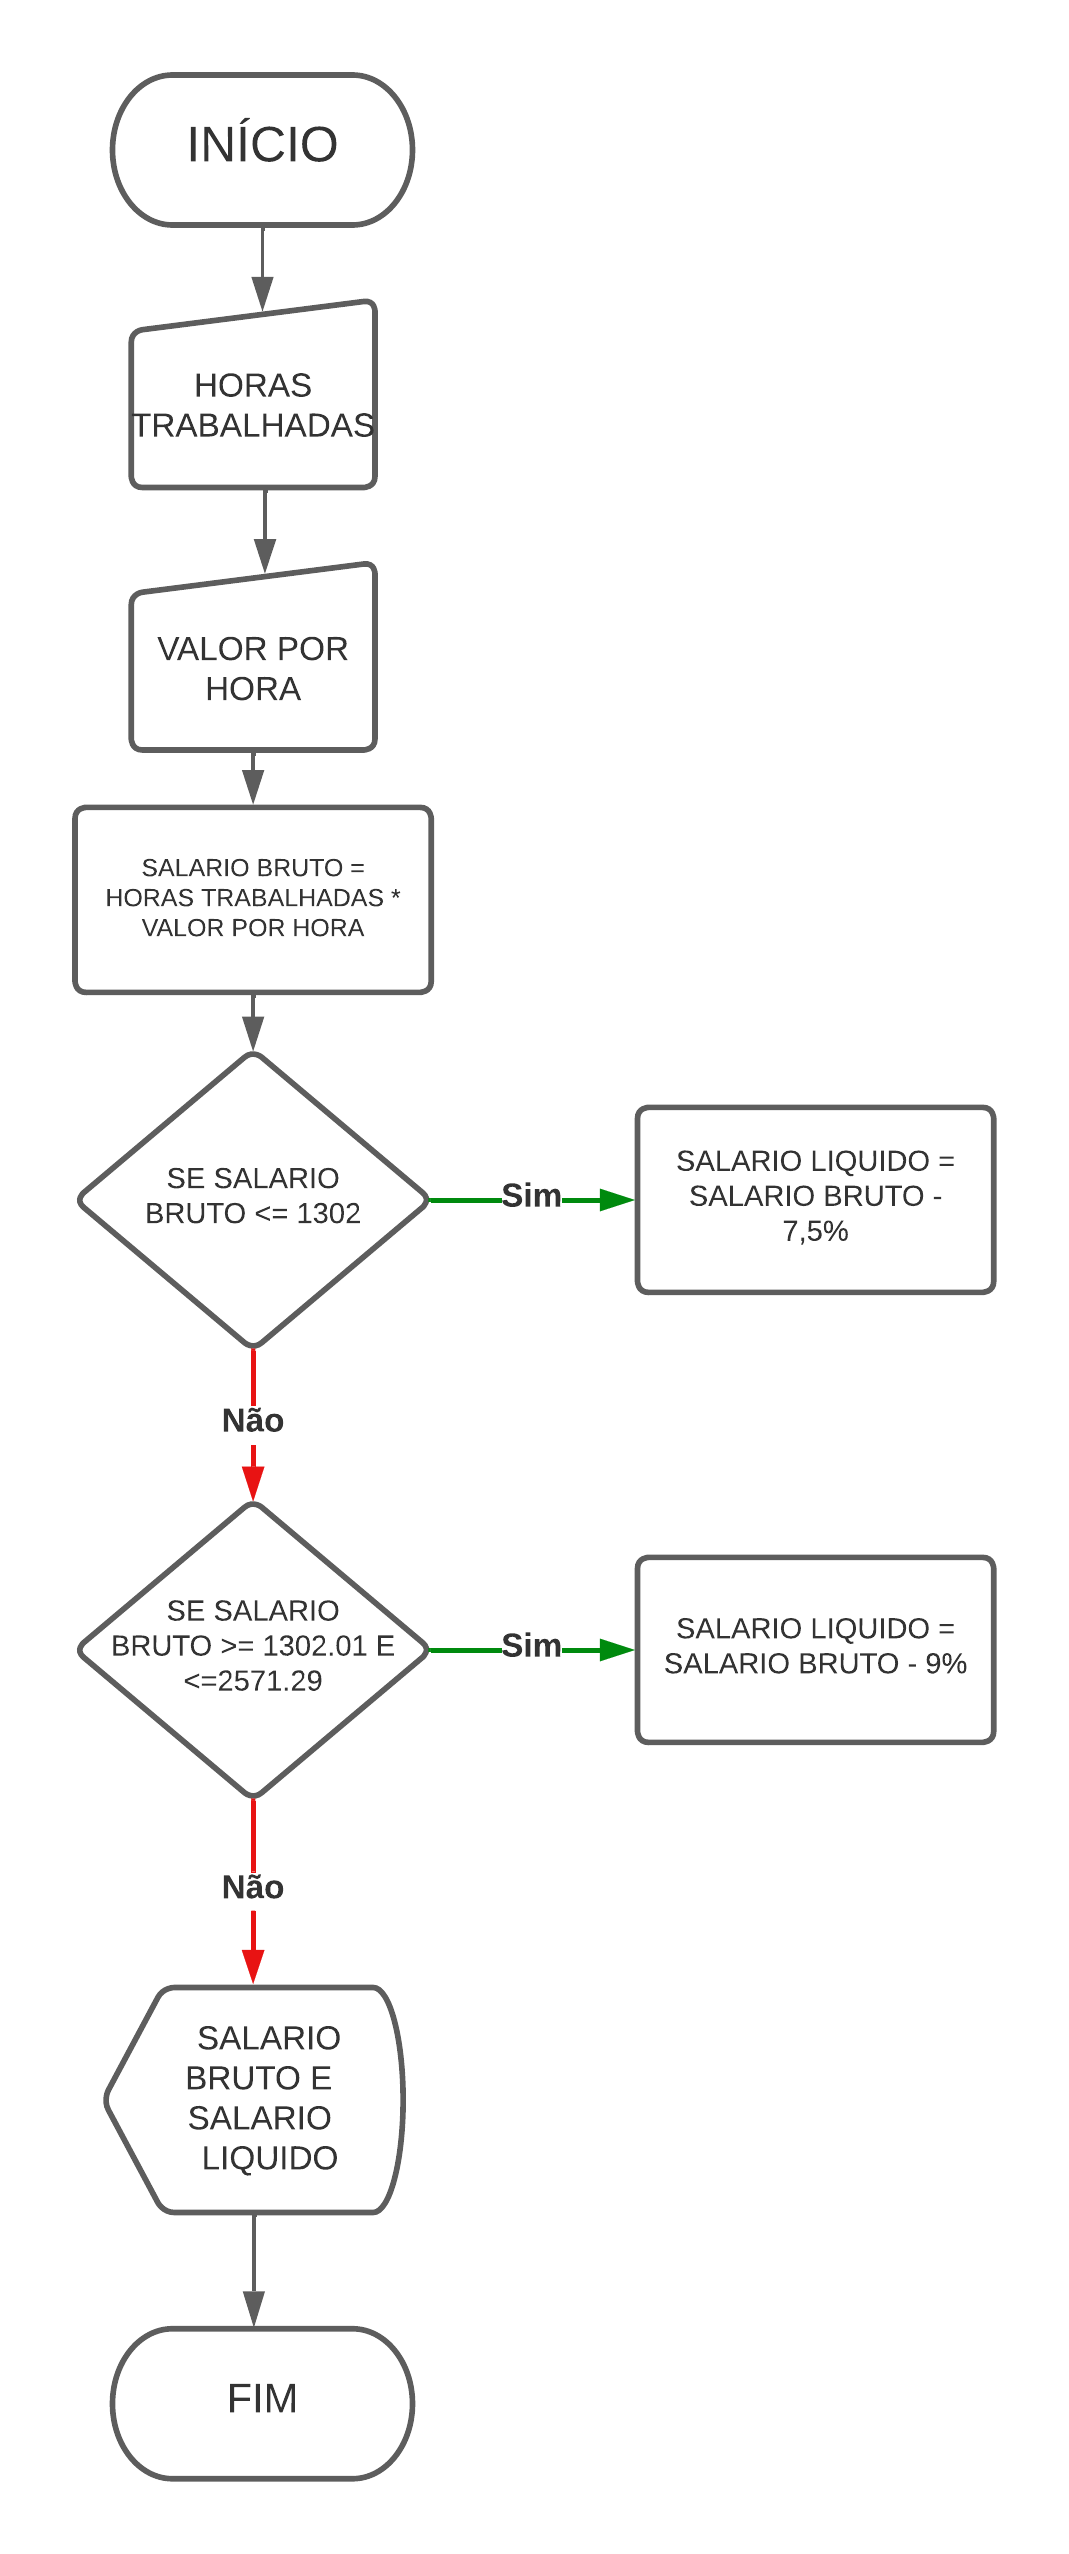 INÍCIO
HORAS
TRABALHADAS
VALOR POR
HORA
SALARIO BRUTO =
HORAS TRABALHADAS *
VALOR POR HORA
SE SALARIO
BRUTO <= 1302
Sim
SALARIO LIQUIDO =
SALARIO BRUTO -
7,5%
Não
SE SALARIO
BRUTO >= 1302.01 E
<=2571.29
Sim
SALARIO LIQUIDO =
SALARIO BRUTO - 9%
Não
SALARIO
BRUTO E
SALARIO
LIQUIDO
FIM